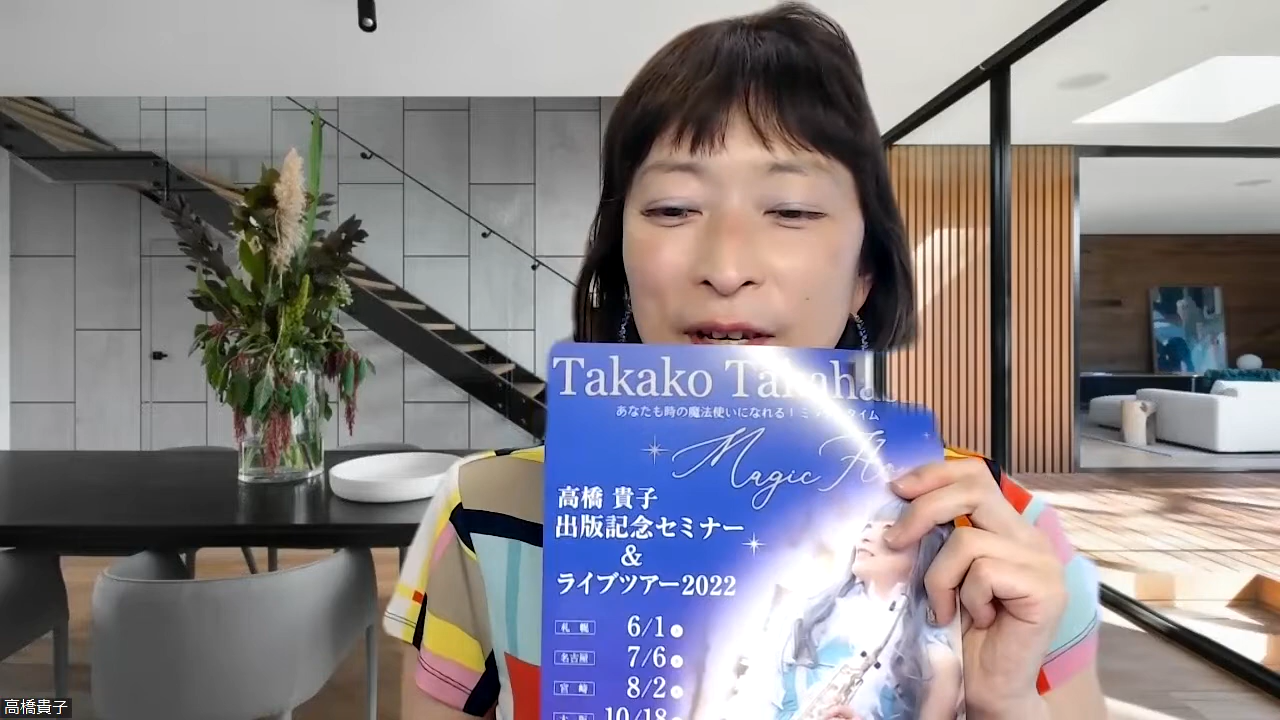 Takako Takah
あなたも時の魔法使いになれる!
タイム
Magic
高橋 貴子
出版記念セミナー
&
ライブツアー2022
札幌 6/1
名古屋 7/6
宮崎 8/2
10/18
高橋貴子